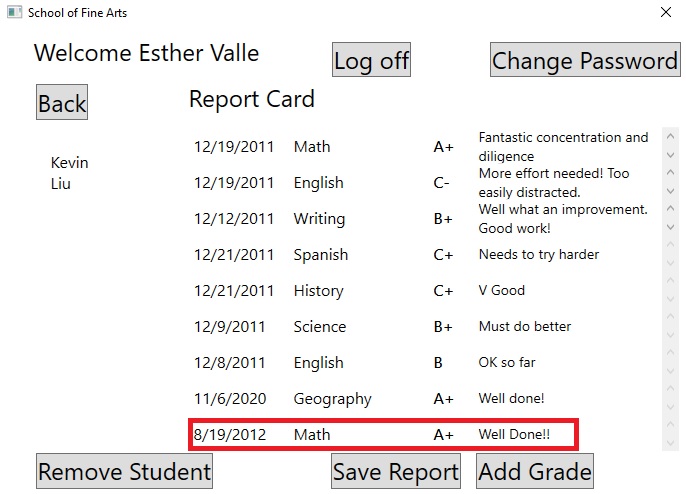 School of Fine Arts
Welcome Esther Valle
Log off
Change Password
Back
Report Card
Kevin
Liu
12/19/2011 Math A+ Fantastic concentration and
diligence
12/19/2011 English C- More effort needed! Too
easily distracted.
12/12/2011 Writing B+ Well what an improvement.
Good work!
12/21/2011 Spanish C+ Needs to try harder
12/21/2011 History C+ V Good
12/9/2011 Science B+ Must do better
12/8/2011 English B OK so far
11/6/2020 Geography A+ Well done!
8/19/2012 Math A+ Well Done!!
Remove Student
Save Report
Add Grade